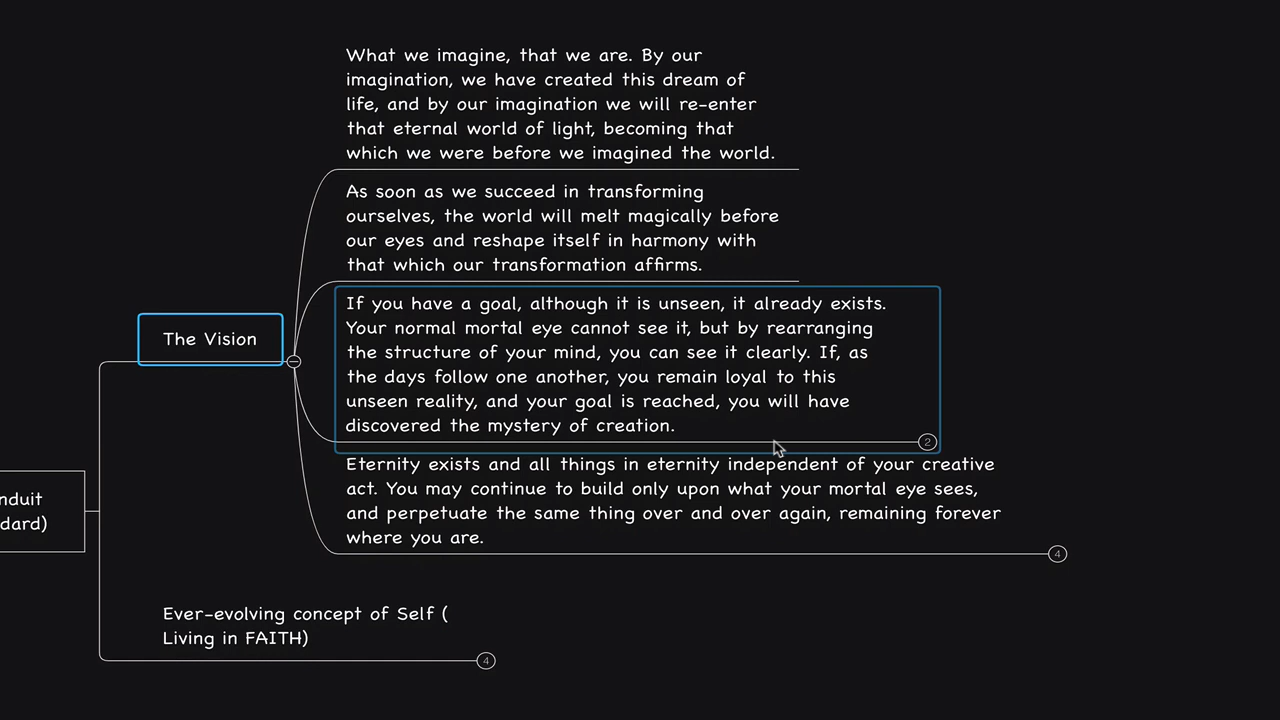 What we imagine, that we are. By our
imagination, we have created this dream of
life, and by our imagination we will re-enter
that eternal world of light, becoming that
which we were before we imagined the world.
As soon as we succeed in transforming
ourselves, the world will melt magically before
our eyes and reshape itself in harmony with
that which our transformation affirms.
The Vision
If you have a goal, although it is unseen, it already exists.
Your normal mortal eye cannot see it, but by rearranging
the structure of your mind, you can see it clearly. If, as
the days follow one another, you remain loyal to this
unseen reality, and your goal is reached, you will have
discovered the mystery of creation.
2
Eternity exists and all things in eternity independent of your creative
act. You may continue to build only upon what your mortal eye sees,
and perpetuate the same thing over and over again, remaining forever
where you are.
4
nduit
dard)
Ever-evolving concept of Self (
Living in FAITH)
4